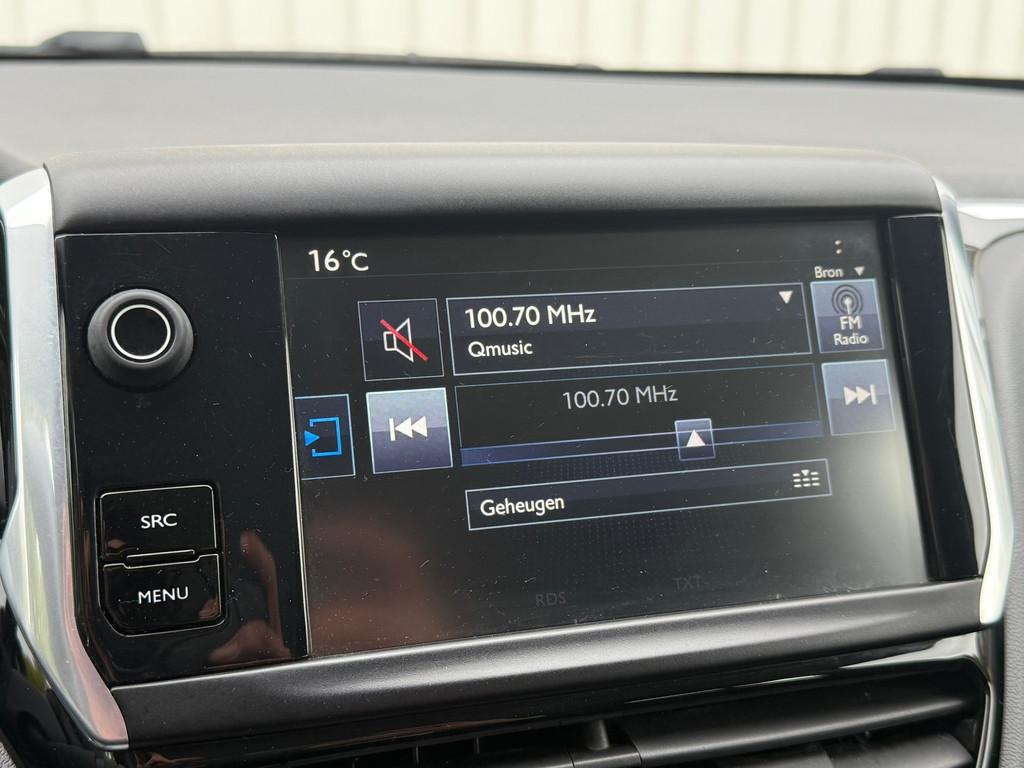 16°C
Bron
100.70 MHz
Qmusic
FM
Radio
100.70 MHz
Geheugen
SRC
MENU
RDS
TXT